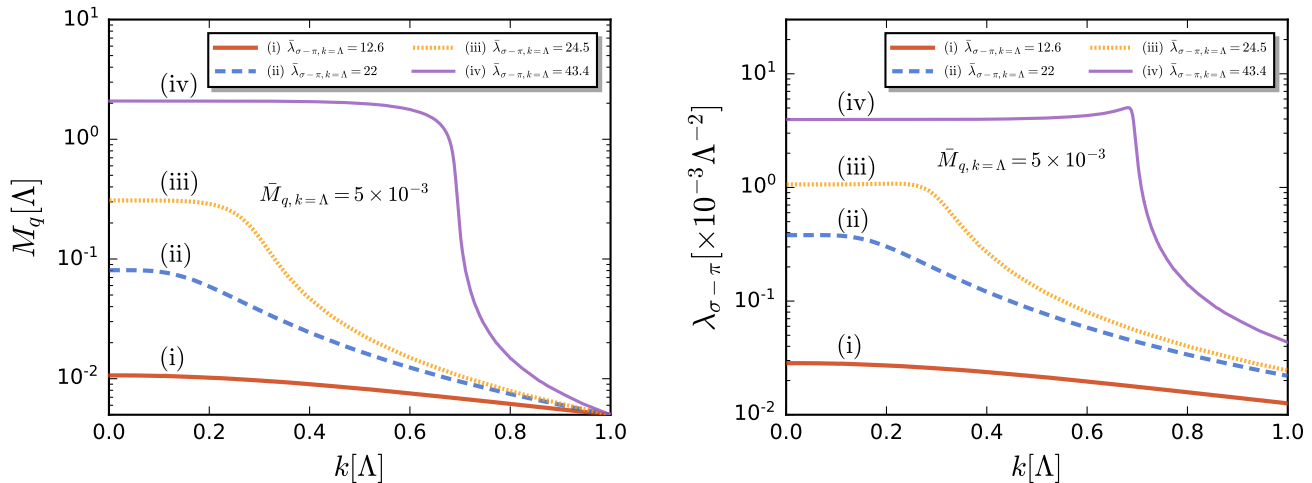 10^1
(i) λ̄_{σ−π, k=Λ} = 12.6
(iii) λ̄_{σ−π, k=Λ} = 24.5
(ii) λ̄_{σ−π, k=Λ} = 22
(iv) λ̄_{σ−π, k=Λ} = 43.4
(iv)
10^0
(iii)
M̄_{q, k=Λ} = 5 × 10^{−3}
M_q[Λ]
(ii)
10^{−1}
(i)
10^{−2}
0.0 0.2 0.4 0.6 0.8 1.0
k[Λ]
(i) λ̄_{σ−π, k=Λ} = 12.6
(iii) λ̄_{σ−π, k=Λ} = 24.5
(ii) λ̄_{σ−π, k=Λ} = 22
(iv) λ̄_{σ−π, k=Λ} = 43.4
10^1
(iv)
M̄_{q, k=Λ} = 5 × 10^{−3}
(iii)
10^0
λ_{σ−π}[×10^{−3}Λ^{−2}]
(ii)
10^{−1}
(i)
10^{−2}
0.0 0.2 0.4 0.6 0.8 1.0
k[Λ]